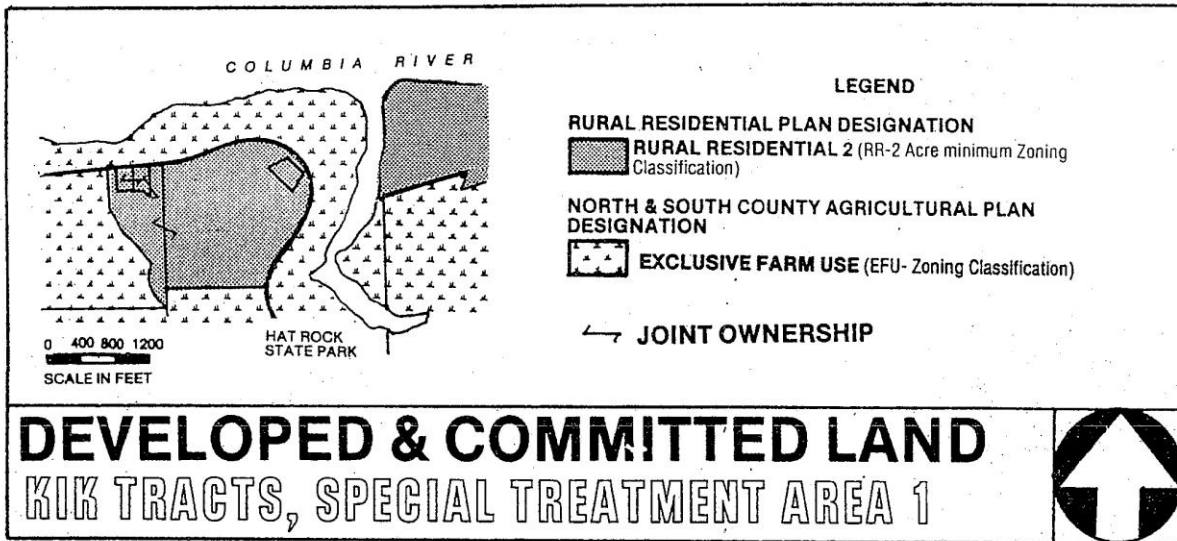 COLUMBIA RIVER
HAT ROCK
STATE PARK
0 400 800 1200
SCALE IN FEET
LEGEND
RURAL RESIDENTIAL PLAN DESIGNATION
RURAL RESIDENTIAL 2 (RR-2 Acre minimum Zoning
Classification)
NORTH & SOUTH COUNTY AGRICULTURAL PLAN
DESIGNATION
EXCLUSIVE FARM USE (EFU- Zoning Classification)
JOINT OWNERSHIP
DEVELOPED & COMMITTED LAND
KIK TRACTS, SPECIAL TREATMENT AREA 1